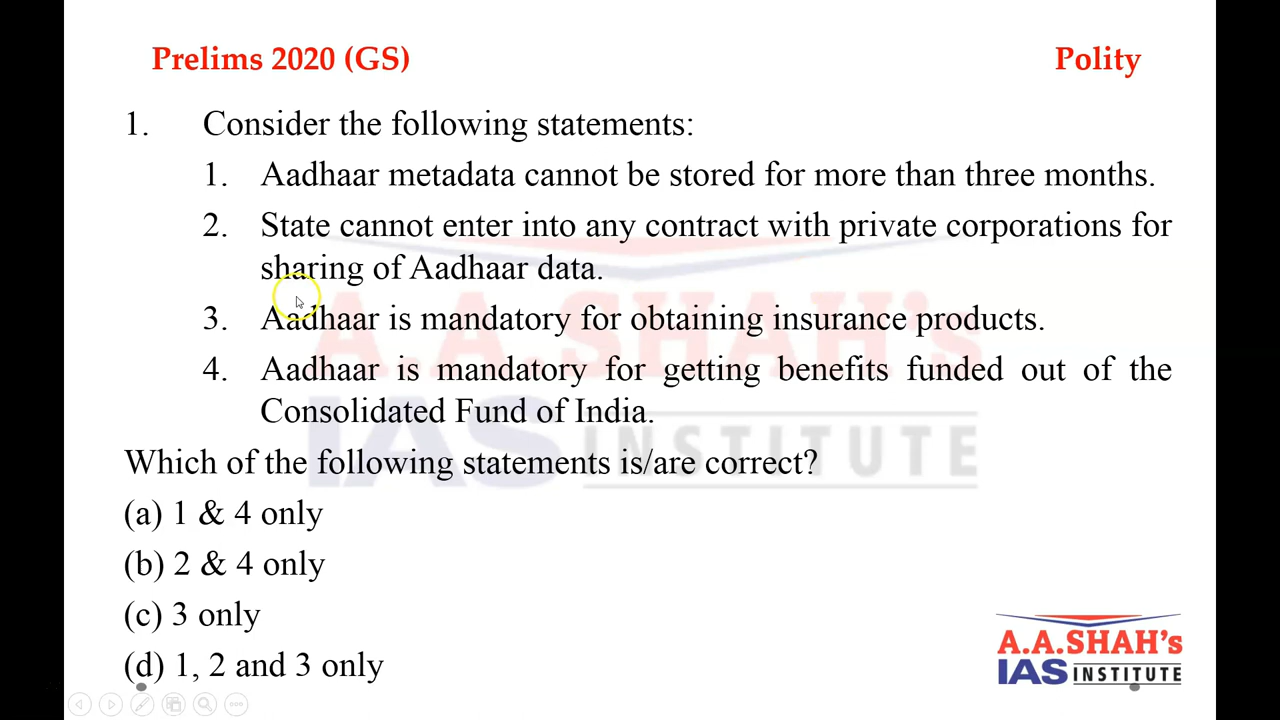 Prelims 2020 (GS) Polity
1. Consider the following statements:
1. Aadhaar metadata cannot be stored for more than three months.
2. State cannot enter into any contract with private corporations for
sharing of Aadhaar data.
3. Aadhaar is mandatory for obtaining insurance products.
4. Aadhaar is mandatory for getting benefits funded out of the
Consolidated Fund of India.
Which of the following statements is/are correct?
(a) 1 & 4 only
(b) 2 & 4 only
(c) 3 only
(d) 1, 2 and 3 only
A.A.SHAH's
IAS INSTITUTE
A.A.SHAH's
IAS INSTITUTE